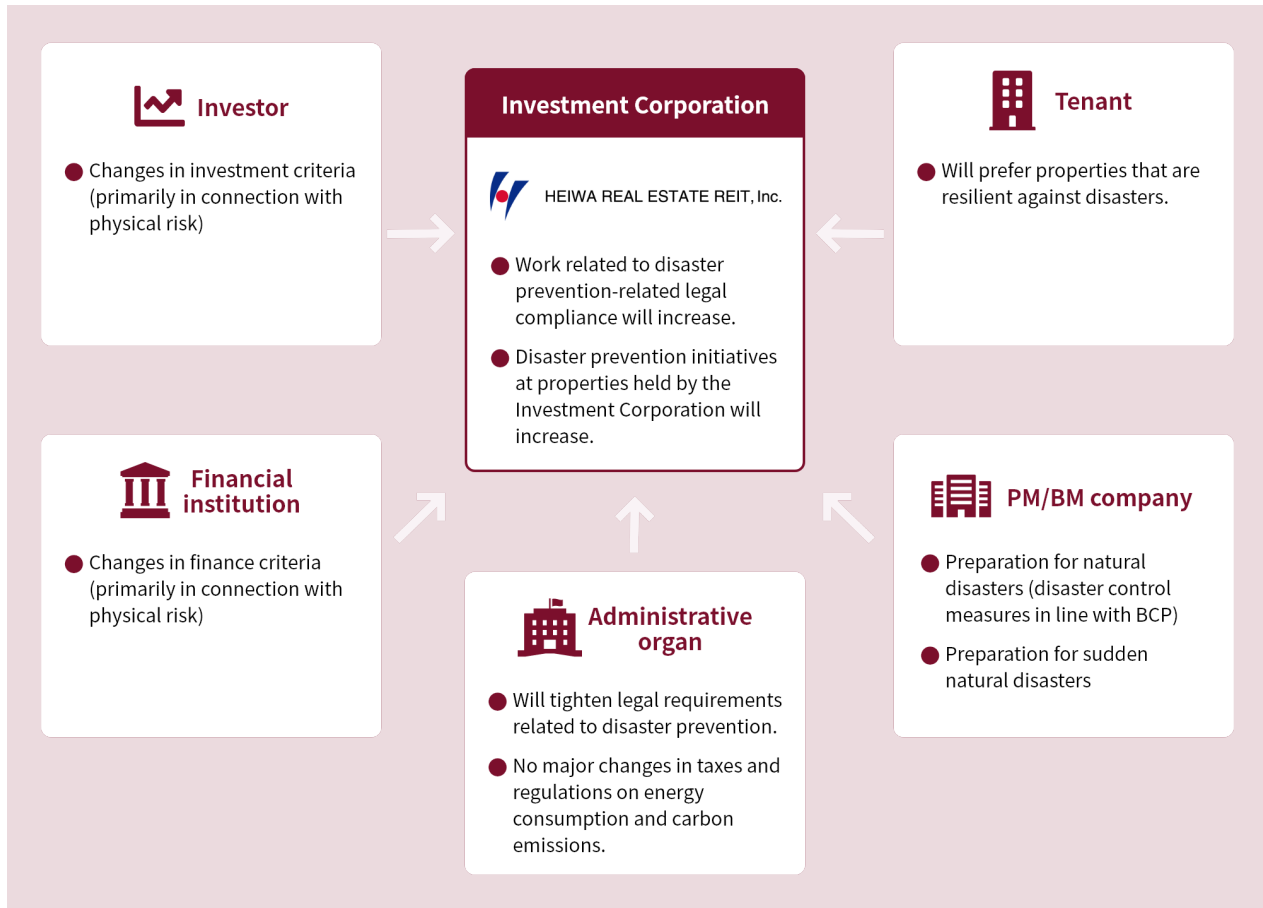 Investor
● Changes in investment criteria
(primarily in connection with
physical risk)
Investment Corporation
HEIWA REAL ESTATE REIT, Inc.
● Work related to disaster
prevention-related legal
compliance will increase.
● Disaster prevention initiatives
at properties held by the
Investment Corporation will
increase.
Tenant
● Will prefer properties that are
resilient against disasters.
Financial
institution
● Changes in finance criteria
(primarily in connection with
physical risk)
Administrative
organ
● Will tighten legal requirements
related to disaster prevention.
● No major changes in taxes and
regulations on energy
consumption and carbon
emissions.
PM/BM company
● Preparation for natural
disasters (disaster control
measures in line with BCP)
● Preparation for sudden
natural disasters